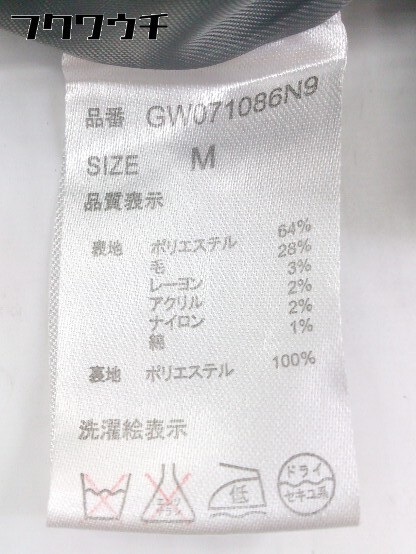 フクワウチ
品番 GW071086N9
SIZE M
品質表示
表地 ポリエステル 64%
毛 28%
レーヨン 3%
アクリル 2%
ナイロン 2%
綿 1%
裏地 ポリエステル 100%
洗濯絵表示
低
ドライ
セキユ系